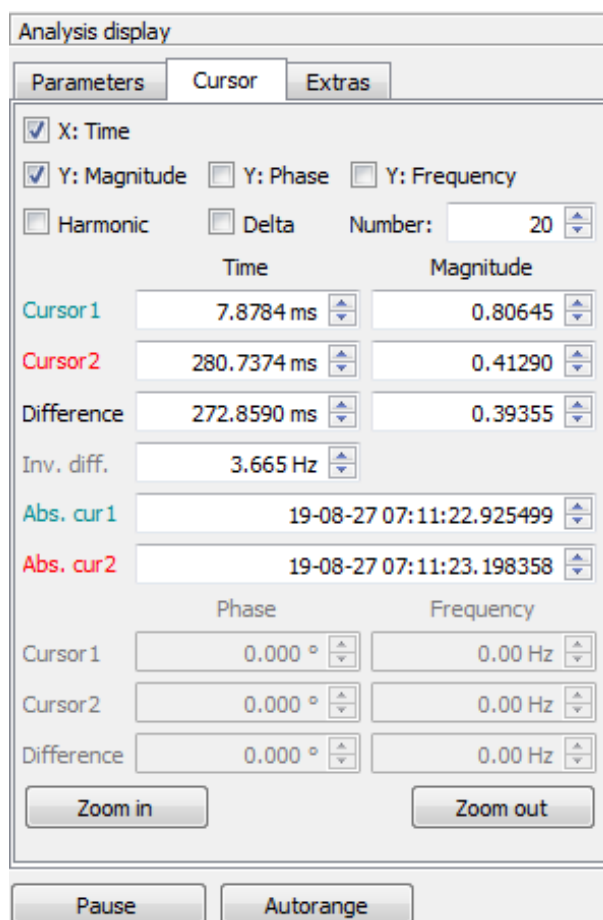 Analysis display
Parameters Cursor Extras
X: Time
Y: Magnitude Y: Phase Y: Frequency
Harmonic Delta Number: 20
Time Magnitude
Cursor1 7.8784 ms 0.80645
Cursor2 280.7374 ms 0.41290
Difference 272.8590 ms 0.39355
Inv. diff. 3.665 Hz
Abs. cur1 19-08-27 07:11:22.925499
Abs. cur2 19-08-27 07:11:23.198358
Phase Frequency
Cursor1 0.000 ° 0.00 Hz
Cursor2 0.000 ° 0.00 Hz
Difference 0.000 ° 0.00 Hz
Zoom in Zoom out
Pause Autorange